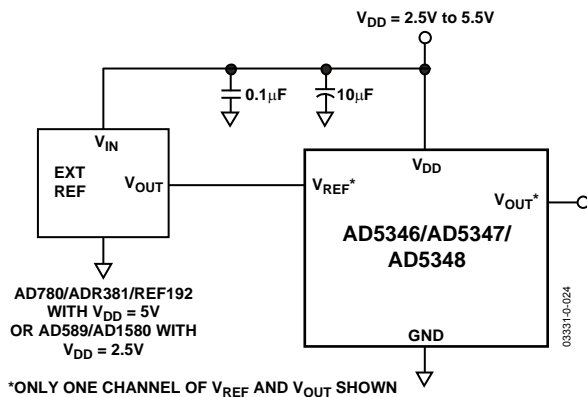 V_DD = 2.5V to 5.5V
0.1μF
10μF
V_IN
EXT
REF
V_OUT
V_DD
V_REF*
V_OUT*
AD5346/AD5347/
AD5348
GND
AD780/ADR381/REF192
WITH V_DD = 5V
OR AD589/AD1580 WITH
V_DD = 2.5V
03331-0-024
*ONLY ONE CHANNEL OF V_REF AND V_OUT SHOWN